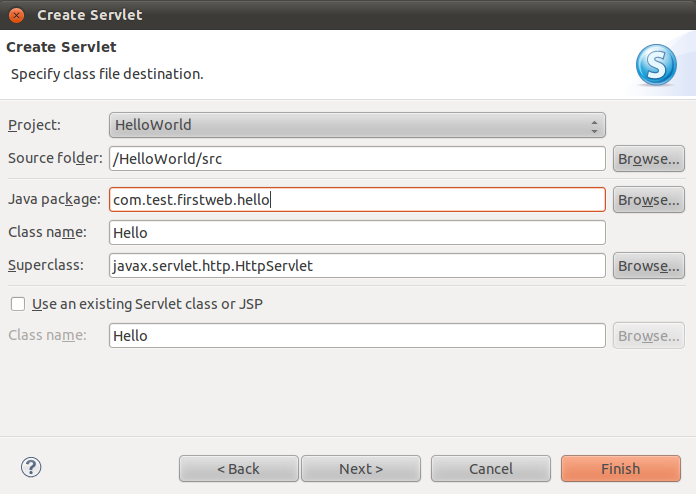 Create Servlet
Create Servlet
Specify class file destination.
S
Project: HelloWorld
Source folder: /HelloWorld/src Browse...
Java package: com.test.firstweb.hello Browse...
Class name: Hello
Superclass: javax.servlet.http.HttpServlet Browse...
Use an existing Servlet class or JSP
Class name: Hello Browse...
? < Back Next > Cancel Finish